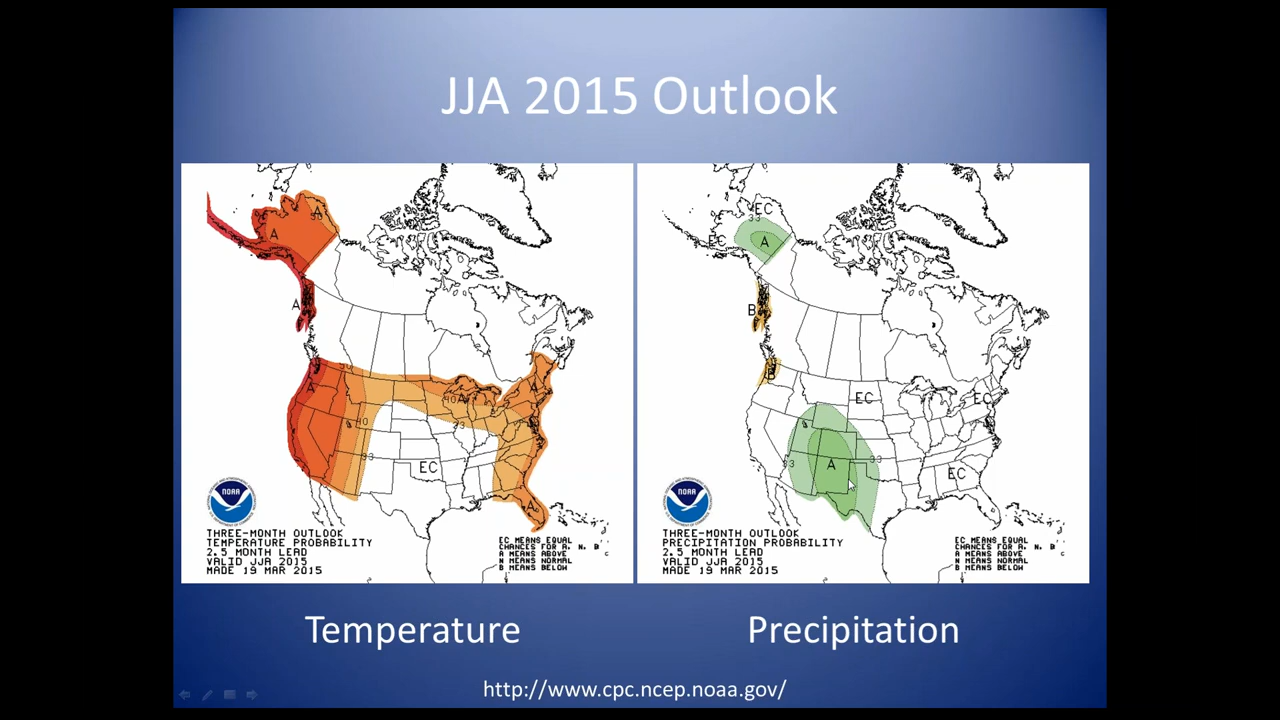 JJA 2015 Outlook
A
A
50
A
A
40
A
A
40
33
33
EC
A
NOAA
THREE-MONTH OUTLOOK
TEMPERATURE PROBABILITY
2.5 MONTH LEAD
VALID JJA 2015
MADE 19 MAR 2015
EC MEANS EQUAL
CHANCES FOR A, N, B
A MEANS ABOVE
N MEANS NORMAL
B MEANS BELOW
EC
33
EC
A
B
B
EC
EC
33
A
33
EC
NOAA
THREE-MONTH OUTLOOK
PRECIPITATION PROBABILITY
2.5 MONTH LEAD
VALID JJA 2015
MADE 19 MAR 2015
EC MEANS EQUAL
CHANCES FOR A, N, B
A MEANS ABOVE
N MEANS NORMAL
B MEANS BELOW
Temperature
Precipitation
http://www.cpc.ncep.noaa.gov/